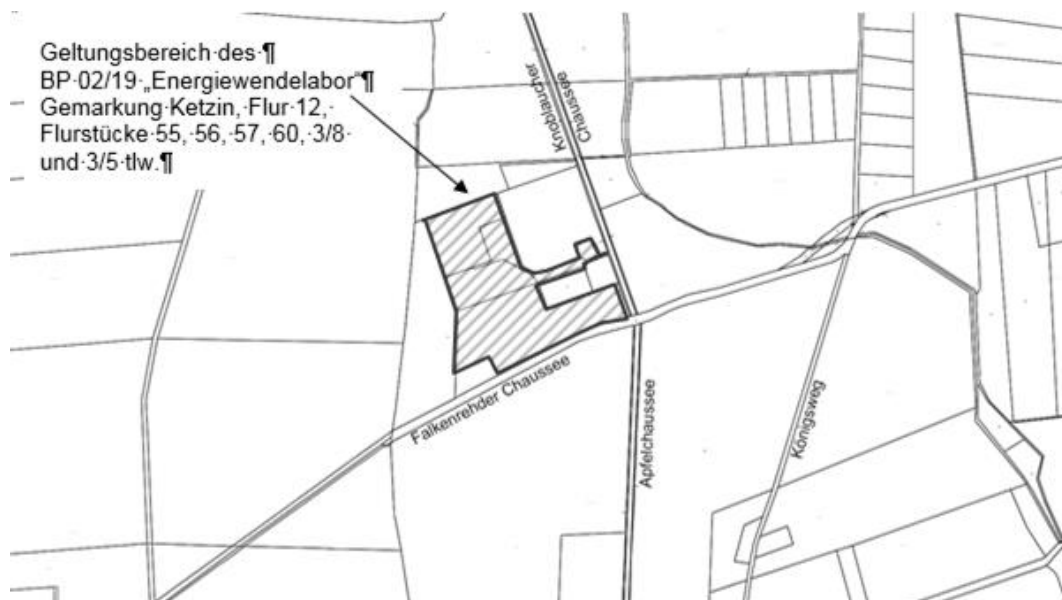 Geltungsbereich·des·¶
BP·02/19·„Energiewendelabor"¶
Gemarkung·Ketzin,·Flur·12,·
Flurstücke·55,·56,·57,·60,·3/8·
und·3/5·tlw.¶
Knoblaucher
Chaussee
Falkenrehder Chaussee
Apfelchaussee
Königsweg